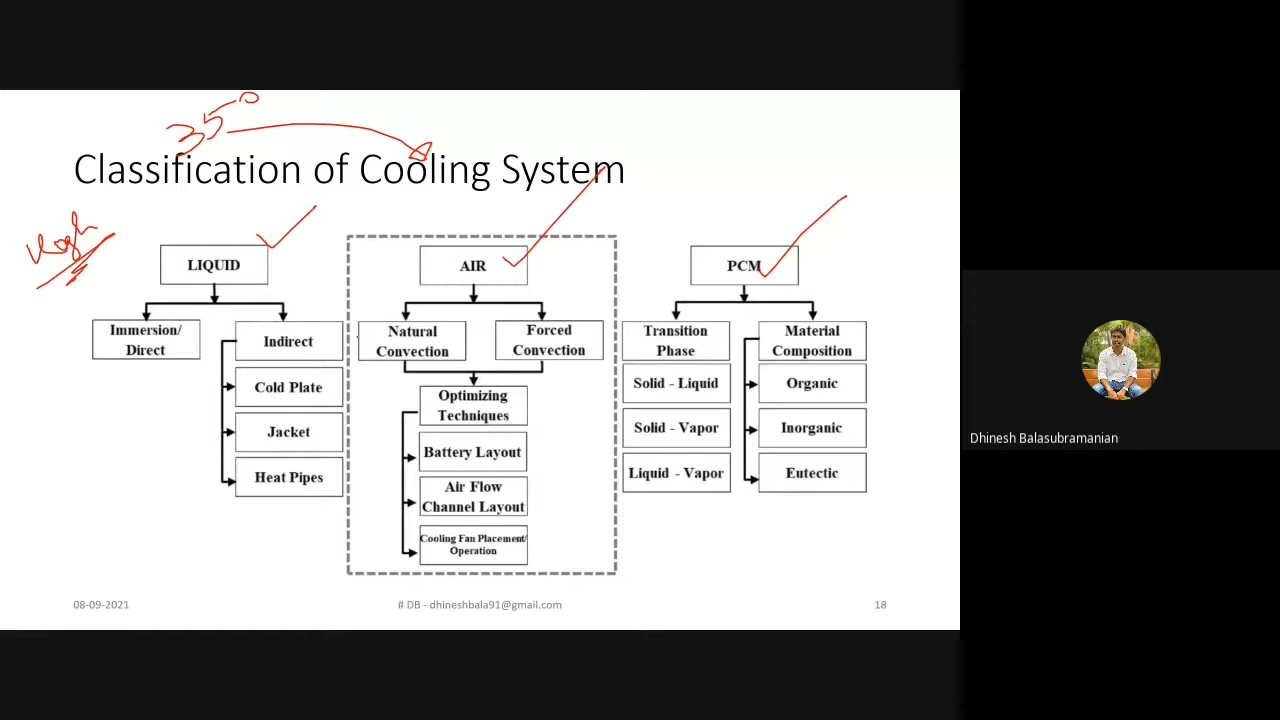 35°
Classification of Cooling System
High
LIQUID
Immersion/
Direct
Indirect
Cold Plate
Jacket
Heat Pipes
AIR
Natural
Convection
Forced
Convection
Optimizing
Techniques
Battery Layout
Air Flow
Channel Layout
Cooling Fan Placement/
Operation
PCM
Transition
Phase
Solid - Liquid
Solid - Vapor
Liquid - Vapor
Material
Composition
Organic
Inorganic
Eutectic
08-09-2021
# DB - dhineshbala91@gmail.com
18
Dhinesh Balasubramanian